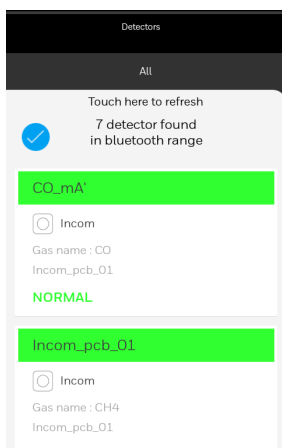 Detectors
All
Touch here to refresh
7 detector found
in bluetooth range
CO_mA'
Incom
Gas name : CO
Incom_pcb_01
NORMAL
Incom_pcb_01
Incom
Gas name : CH4
Incom_pcb_01